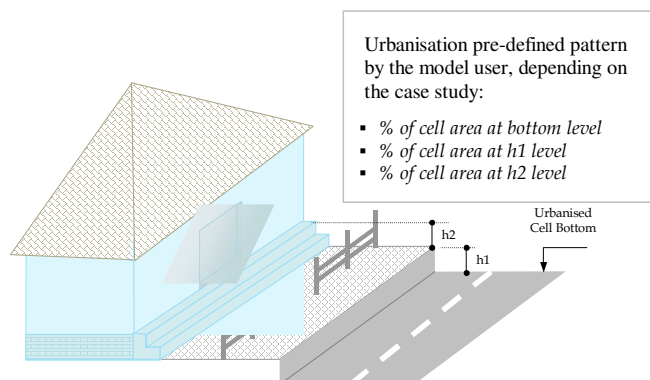 Urbanisation pre-defined pattern
by the model user, depending on
the case study:
▪ % of cell area at bottom level
▪ % of cell area at h1 level
▪ % of cell area at h2 level
Urbanised
Cell Bottom
h2
h1